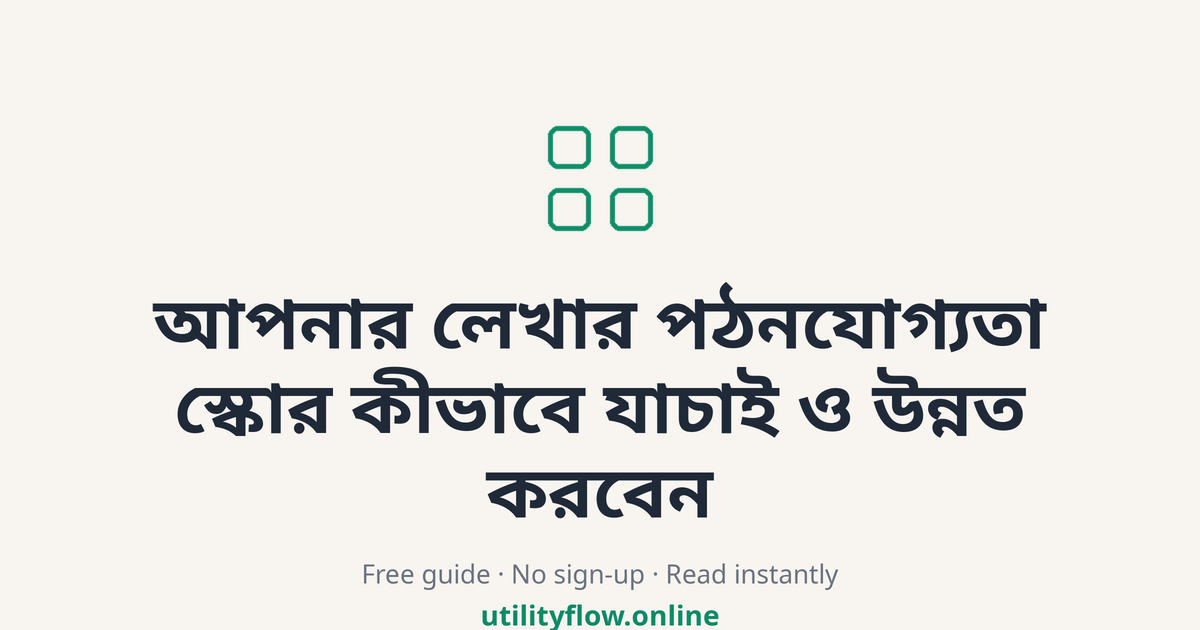 আপনার লেখার পঠনযোগ্যতা
স্কোর কীভাবে যাচাই ও উন্নত
করবেন
Free guide · No sign-up · Read instantly
utilityflow.online